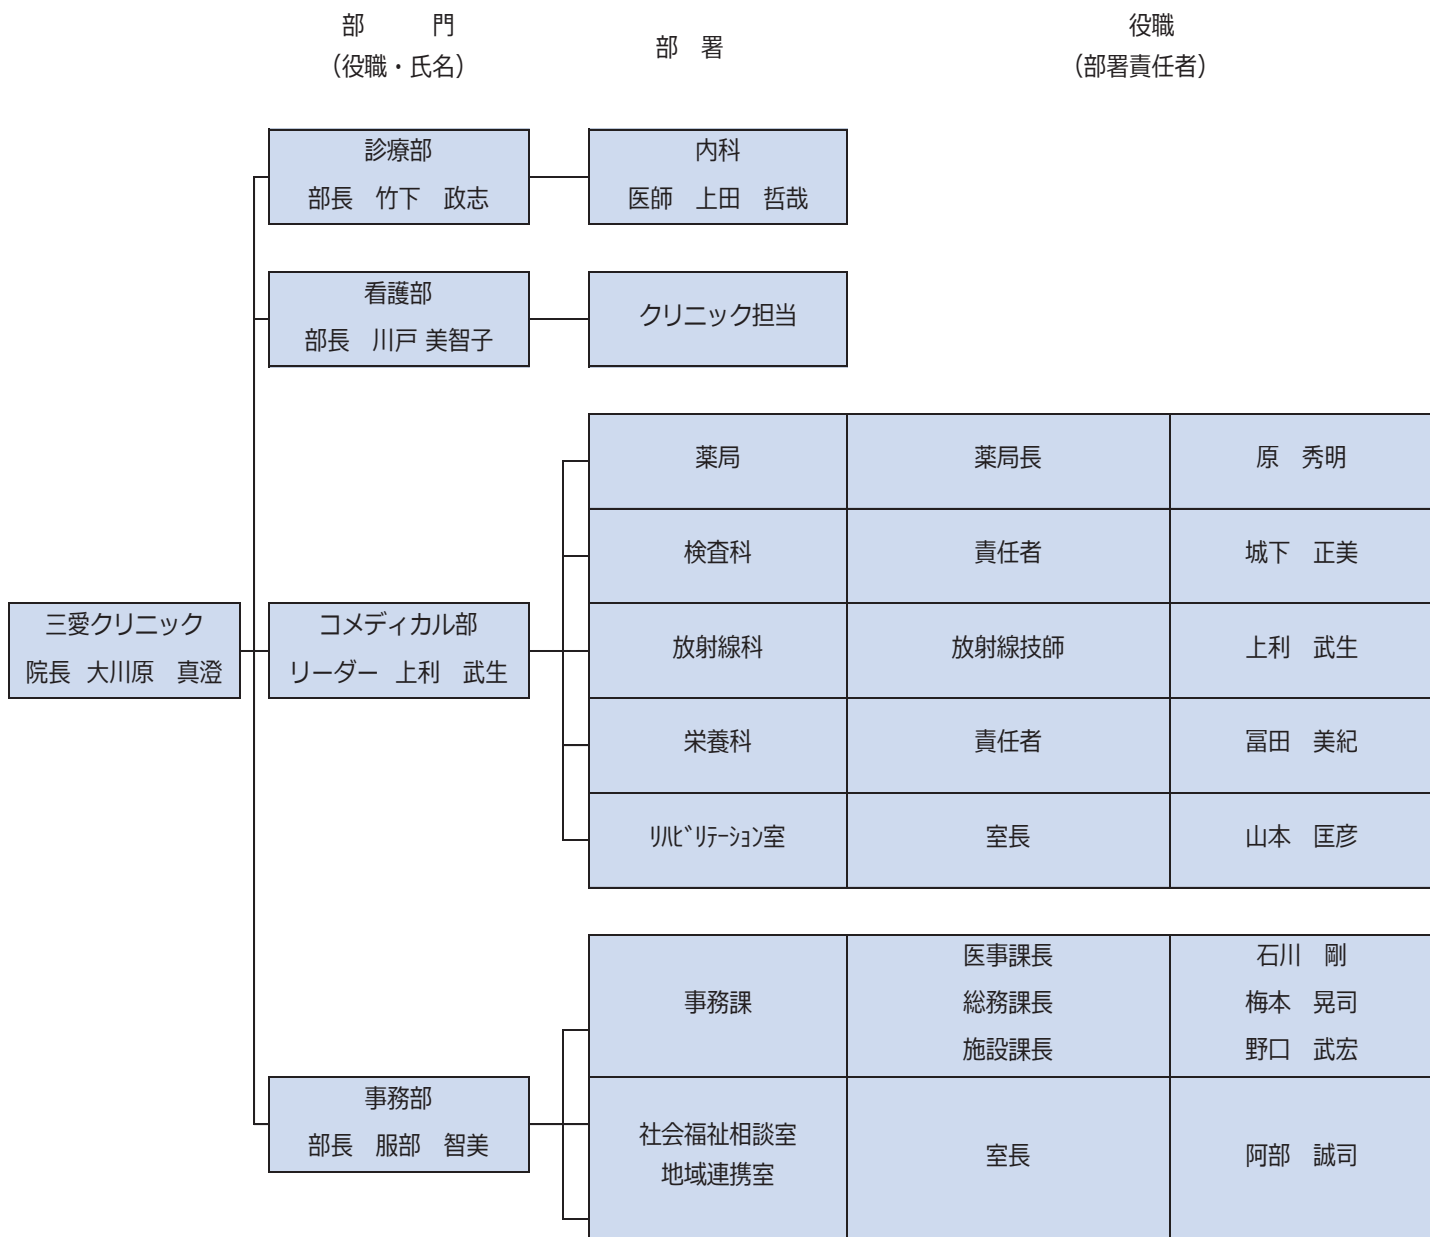 部　　　門
（役職・氏名）
部　署
役職
（部署責任者）
診療部
部長　竹下　政志
内科
医師　上田　哲哉
看護部
部長　川戸 美智子
クリニック担当
三愛クリニック
院長 大川原　真澄
コメディカル部
リーダー 上利　武生
薬局
薬局長
原　秀明
検査科
責任者
城下　正美
放射線科
放射線技師
上利　武生
栄養科
責任者
冨田　美紀
ﾘﾊﾋﾞﾘﾃｰｼｮﾝ室
室長
山本　匡彦
事務部
部長　服部　智美
事務課
医事課長
石川　剛
総務課長
梅本　晃司
施設課長
野口　武宏
社会福祉相談室
地域連携室
室長
阿部　誠司